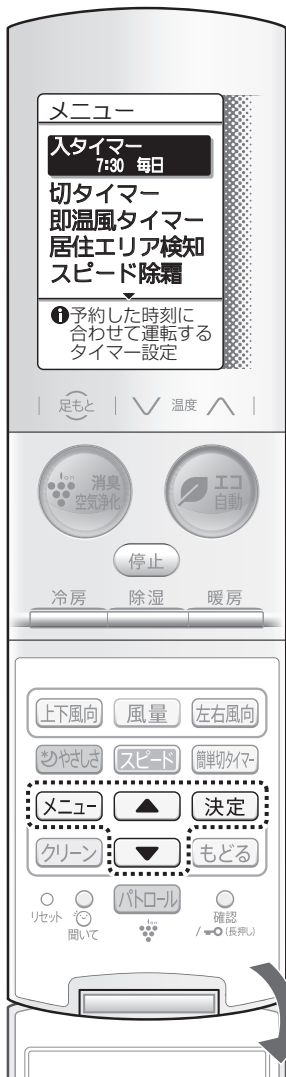 メニュー
入タイマー
7:30 毎日
切タイマー
即温風タイマー
居住エリア検知
スピード除霜
❶予約した時刻に
合わせて運転する
タイマー設定
足もと 温度
ion 消臭 空気浄化
エコ 自動
停止
冷房 除湿 暖房
上下風向 風量 左右風向
やさしさ スピード 簡単切タイマー
メニュー ▲ 決定
クリーン ▼ もどる
リセット 聞いて パトロール ion 確認 / (長押し)